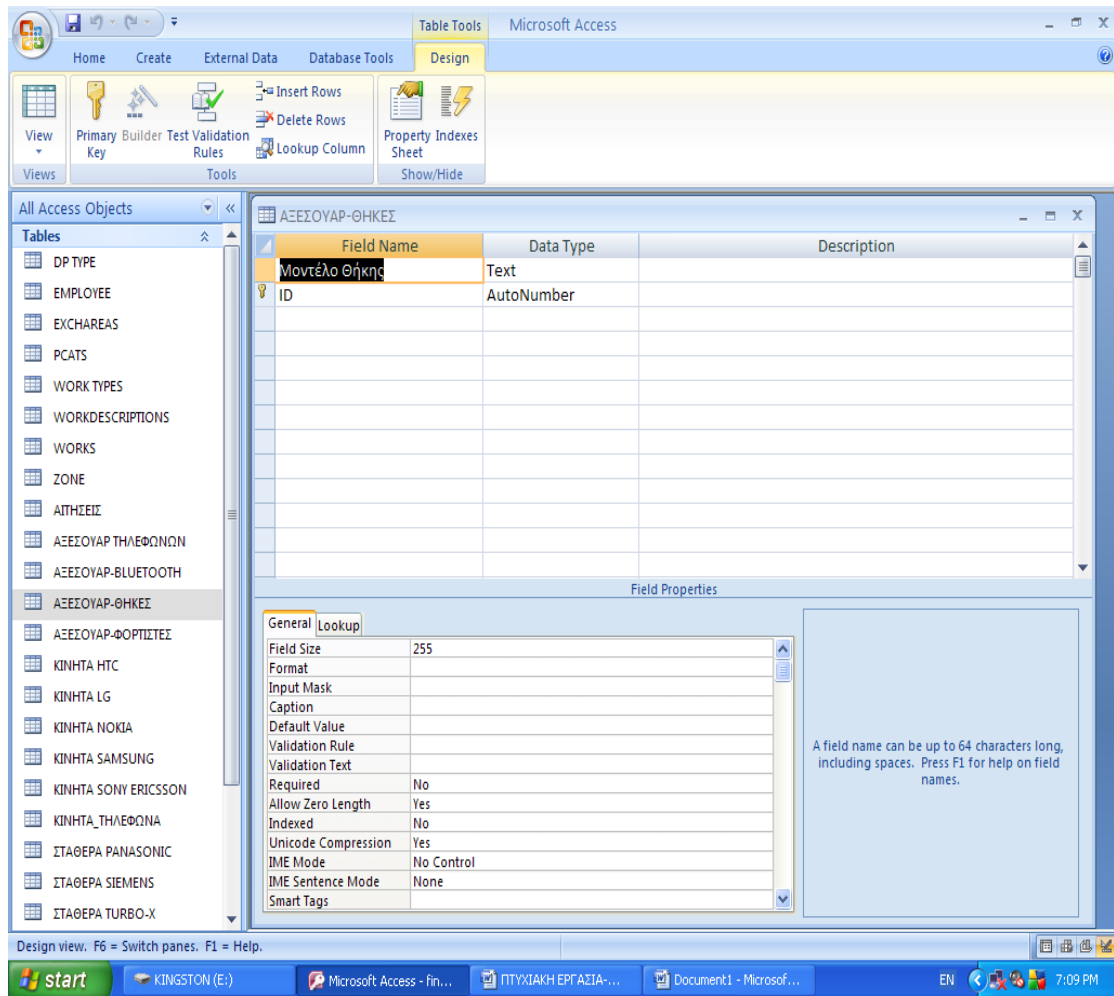 Table Tools
Microsoft Access
Home Create External Data Database Tools Design
View
Primary Key
Builder
Test Validation Rules
Insert Rows
Delete Rows
Lookup Column
Property Sheet
Indexes
Views
Tools
Show/Hide
All Access Objects
Tables
DP TYPE
EMPLOYEE
EXCHAREAS
PCATS
WORK TYPES
WORKDESCRIPTIONS
WORKS
ZONE
ΑΙΤΗΣΕΙΣ
ΑΞΕΣΟΥΑΡ ΤΗΛΕΦΩΝΩΝ
ΑΞΕΣΟΥΑΡ-BLUETOOTH
ΑΞΕΣΟΥΑΡ-ΘΗΚΕΣ
ΑΞΕΣΟΥΑΡ-ΦΟΡΤΙΣΤΕΣ
ΚΙΝΗΤΑ HTC
ΚΙΝΗΤΑ LG
ΚΙΝΗΤΑ NOKIA
ΚΙΝΗΤΑ SAMSUNG
ΚΙΝΗΤΑ SONY ERICSSON
ΚΙΝΗΤΑ_ΤΗΛΕΦΩΝΑ
ΣΤΑΘΕΡΑ PANASONIC
ΣΤΑΘΕΡΑ SIEMENS
ΣΤΑΘΕΡΑ TURBO-X
ΑΞΕΣΟΥΑΡ-ΘΗΚΕΣ
Field Name Data Type Description
Μοντέλο Θήκης Text
ID AutoNumber
Field Properties
General Lookup
Field Size 255
Format
Input Mask
Caption
Default Value
Validation Rule
Validation Text
Required No
Allow Zero Length Yes
Indexed No
Unicode Compression Yes
IME Mode No Control
IME Sentence Mode None
Smart Tags
A field name can be up to 64 characters long,
including spaces. Press F1 for help on field
names.
Design view. F6 = Switch panes. F1 = Help.
start KINGSTON (E:) Microsoft Access - fin... ΠΤΥΧΙΑΚΗ ΕΡΓΑΣΙΑ-... Document1 - Microsof... EN 7:09 PM